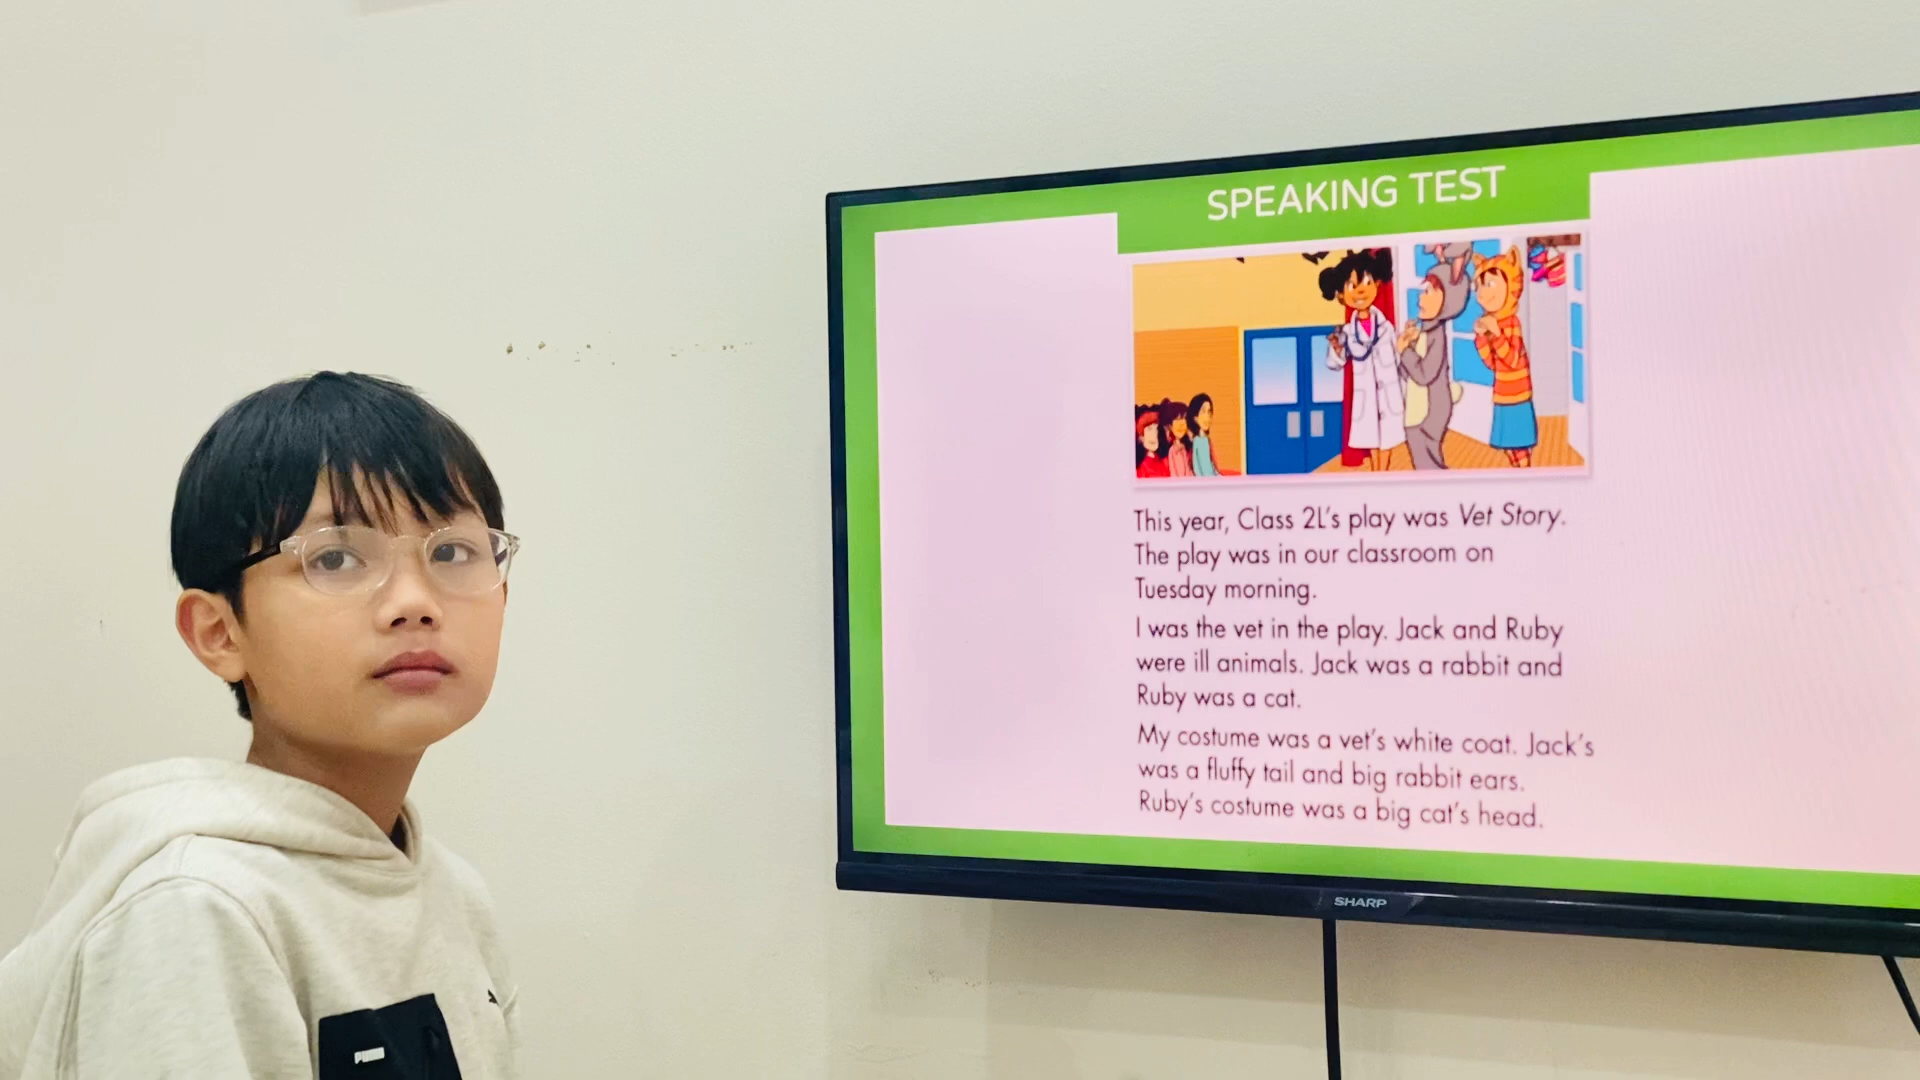 SPEAKING TEST
This year, Class 2L's play was Vet Story.
The play was in our classroom on
Tuesday morning.
I was the vet in the play. Jack and Ruby
were ill animals. Jack was a rabbit and
Ruby was a cat.
My costume was a vet's white coat. Jack's
was a fluffy tail and big rabbit ears.
Ruby's costume was a big cat's head.
SHARP
PUMA